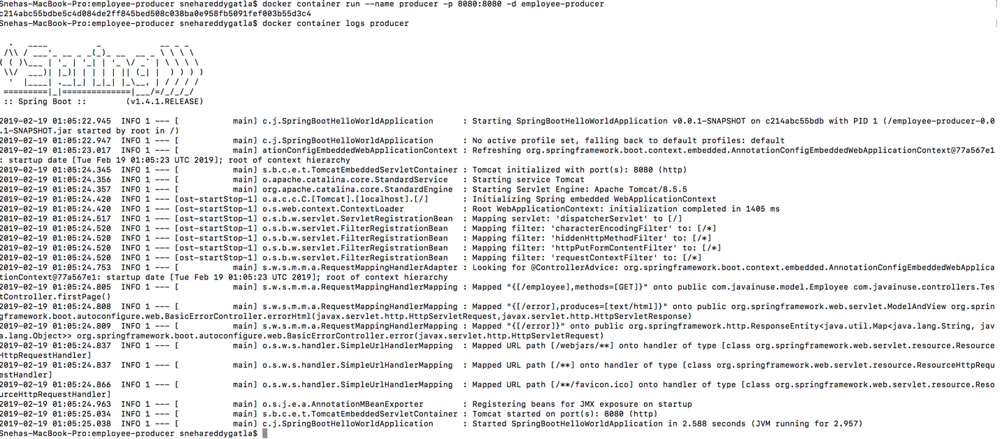 Snehas-MacBook-Pro:employee-producer snehareddygatla$ docker container run --name producer -p 8080:8080 -d employee-producer
c214abc55bdbe5c4d084de2ff845bed508c038ba0e958fb5091fef003b55d3c4
Snehas-MacBook-Pro:employee-producer snehareddygatla$ docker container logs producer
  .   ____          _            __ _ _
 /\\ / ___'_ __ _ _(_)_ __  __ _ \ \ \ \
( ( )\___ | '_ | '_| | '_ \/ _` | \ \ \ \
 \\/  ___)| |_)| | | | | || (_| |  ) ) ) )
  '  |____| .__|_| |_|_| |_\__, | / / / /
 =========|_|==============|___/=/_/_/_/
 :: Spring Boot ::        (v1.4.1.RELEASE)
2019-02-19 01:05:22.945  INFO 1 --- [           main] c.j.SpringBootHelloWorldApplication      : Starting SpringBootHelloWorldApplication v0.0.1-SNAPSHOT on c214abc55bdb with PID 1 (/employee-producer-0.0
.1-SNAPSHOT.jar started by root in /)
2019-02-19 01:05:22.947  INFO 1 --- [           main] c.j.SpringBootHelloWorldApplication      : No active profile set, falling back to default profiles: default
2019-02-19 01:05:23.017  INFO 1 --- [           main] ationConfigEmbeddedWebApplicationContext : Refreshing org.springframework.boot.context.embedded.AnnotationConfigEmbeddedWebApplicationContext@77a567e1
: startup date [Tue Feb 19 01:05:23 UTC 2019]; root of context hierarchy
2019-02-19 01:05:24.345  INFO 1 --- [           main] s.b.c.e.t.TomcatEmbeddedServletContainer : Tomcat initialized with port(s): 8080 (http)
2019-02-19 01:05:24.356  INFO 1 --- [           main] o.apache.catalina.core.StandardService   : Starting service Tomcat
2019-02-19 01:05:24.357  INFO 1 --- [           main] org.apache.catalina.core.StandardEngine  : Starting Servlet Engine: Apache Tomcat/8.5.5
2019-02-19 01:05:24.420  INFO 1 --- [ost-startStop-1] o.a.c.c.C.[Tomcat].[localhost].[/]       : Initializing Spring embedded WebApplicationContext
2019-02-19 01:05:24.420  INFO 1 --- [ost-startStop-1] o.s.web.context.ContextLoader            : Root WebApplicationContext: initialization completed in 1405 ms
2019-02-19 01:05:24.517  INFO 1 --- [ost-startStop-1] o.s.b.w.servlet.ServletRegistrationBean  : Mapping servlet: 'dispatcherServlet' to [/]
2019-02-19 01:05:24.520  INFO 1 --- [ost-startStop-1] o.s.b.w.servlet.FilterRegistrationBean   : Mapping filter: 'characterEncodingFilter' to: [/*]
2019-02-19 01:05:24.520  INFO 1 --- [ost-startStop-1] o.s.b.w.servlet.FilterRegistrationBean   : Mapping filter: 'hiddenHttpMethodFilter' to: [/*]
2019-02-19 01:05:24.520  INFO 1 --- [ost-startStop-1] o.s.b.w.servlet.FilterRegistrationBean   : Mapping filter: 'httpPutFormContentFilter' to: [/*]
2019-02-19 01:05:24.520  INFO 1 --- [ost-startStop-1] o.s.b.w.servlet.FilterRegistrationBean   : Mapping filter: 'requestContextFilter' to: [/*]
2019-02-19 01:05:24.753  INFO 1 --- [           main] s.w.s.m.m.a.RequestMappingHandlerAdapter : Looking for @ControllerAdvice: org.springframework.boot.context.embedded.AnnotationConfigEmbeddedWebApplica
tionContext@77a567e1: startup date [Tue Feb 19 01:05:23 UTC 2019]; root of context hierarchy
2019-02-19 01:05:24.805  INFO 1 --- [           main] s.w.s.m.m.a.RequestMappingHandlerMapping : Mapped "{[/employee],methods=[GET]}" onto public com.javainuse.model.Employee com.javainuse.controllers.Tes
tController.firstPage()
2019-02-19 01:05:24.808  INFO 1 --- [           main] s.w.s.m.m.a.RequestMappingHandlerMapping : Mapped "{[/error],produces=[text/html]}" onto public org.springframework.web.servlet.ModelAndView org.sprin
gframework.boot.autoconfigure.web.BasicErrorController.errorHtml(javax.servlet.http.HttpServletRequest,javax.servlet.http.HttpServletResponse)
2019-02-19 01:05:24.809  INFO 1 --- [           main] s.w.s.m.m.a.RequestMappingHandlerMapping : Mapped "{[/error]}" onto public org.springframework.http.ResponseEntity<java.util.Map<java.lang.String, jav
a.lang.Object>> org.springframework.boot.autoconfigure.web.BasicErrorController.error(javax.servlet.http.HttpServletRequest)
2019-02-19 01:05:24.837  INFO 1 --- [           main] o.s.w.s.handler.SimpleUrlHandlerMapping  : Mapped URL path [/webjars/**] onto handler of type [class org.springframework.web.servlet.resource.Resource
HttpRequestHandler]
2019-02-19 01:05:24.837  INFO 1 --- [           main] o.s.w.s.handler.SimpleUrlHandlerMapping  : Mapped URL path [/**] onto handler of type [class org.springframework.web.servlet.resource.ResourceHttpRequ
estHandler]
2019-02-19 01:05:24.866  INFO 1 --- [           main] o.s.w.s.handler.SimpleUrlHandlerMapping  : Mapped URL path [/**/favicon.ico] onto handler of type [class org.springframework.web.servlet.resource.Reso
urceHttpRequestHandler]
2019-02-19 01:05:24.963  INFO 1 --- [           main] o.s.j.e.a.AnnotationMBeanExporter        : Registering beans for JMX exposure on startup
2019-02-19 01:05:25.034  INFO 1 --- [           main] s.b.c.e.t.TomcatEmbeddedServletContainer : Tomcat started on port(s): 8080 (http)
2019-02-19 01:05:25.038  INFO 1 --- [           main] c.j.SpringBootHelloWorldApplication      : Started SpringBootHelloWorldApplication in 2.588 seconds (JVM running for 2.957)
Snehas-MacBook-Pro:employee-producer snehareddygatla$